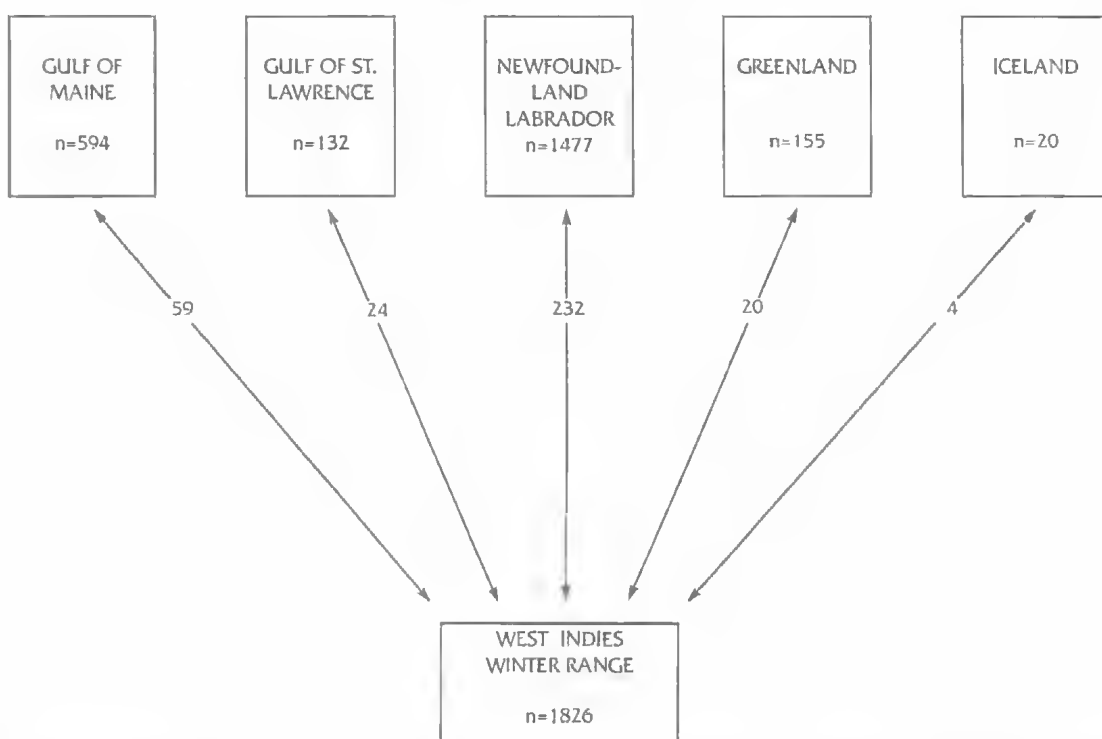 GULF OF
MAINE
n=594
GULF OF ST.
LAWRENCE
n=132
NEWFOUND-
LAND
LABRADOR
n=1477
GREENLAND
n=155
ICELAND
n=20
59
24
232
20
4
WEST INDIES
WINTER RANGE
n=1826